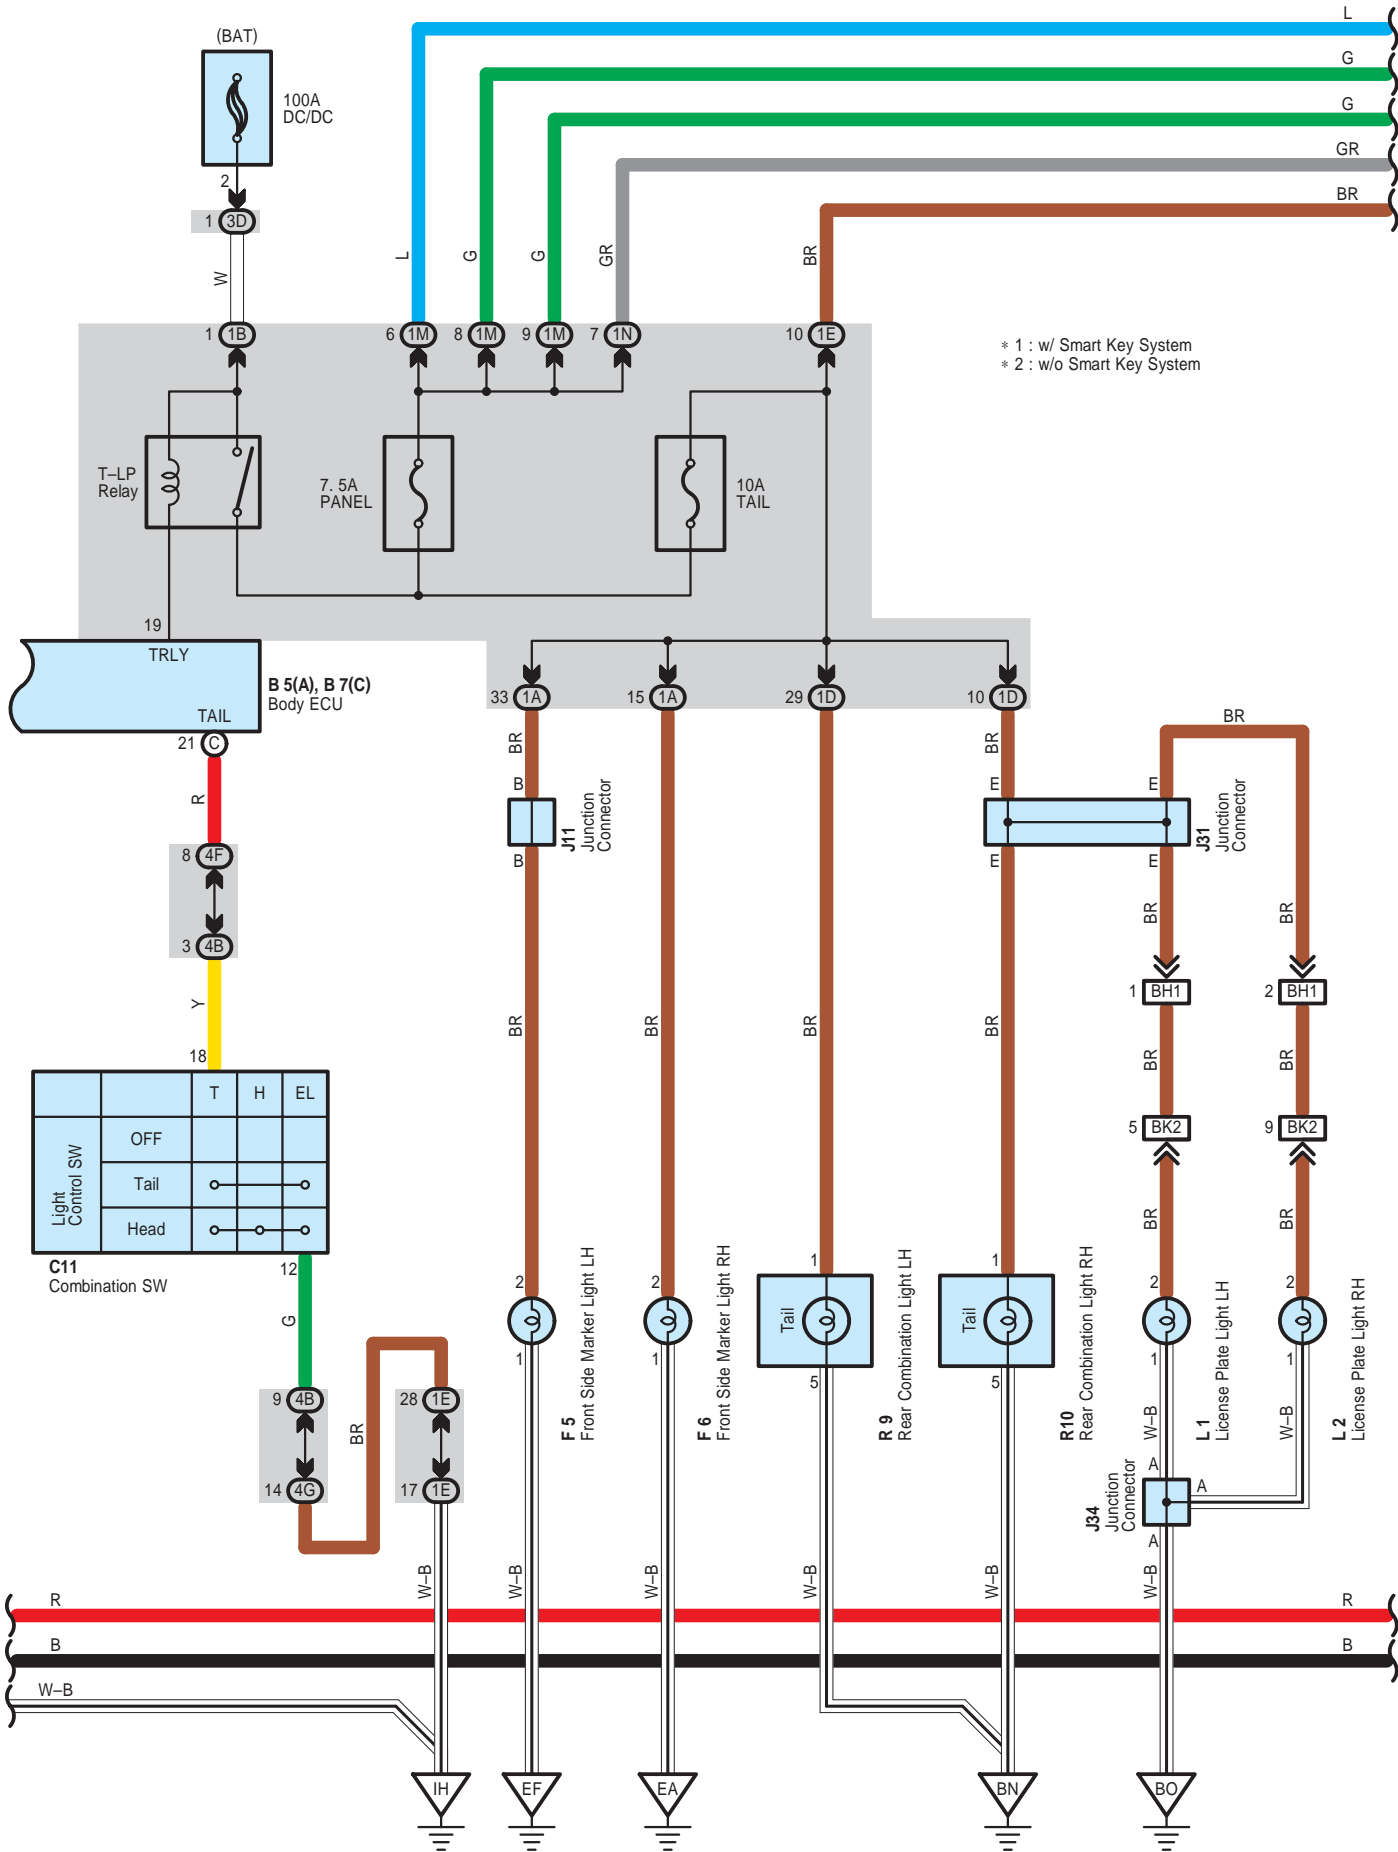 L
(BAT)
G
100A
DC/DC
G
GR
2
BR
1 3D
W
L
G
G
GR
BR
1 1B
6 1M
8 1M
9 1M
7 1N
10 1E
* 1 : w/ Smart Key System
* 2 : w/o Smart Key System
T–LP
Relay
7. 5A
PANEL
10A
TAIL
19
TRLY
B 5(A), B 7(C)
Body ECU
TAIL
33 1A
15 1A
29 1D
10 1D
21 C
BR
BR
BR
R
B
E
E
J11
Junction
Connector
J31
Junction
Connector
8 4F
B
E
E
BR
BR
3 4B
1 BH1
2 BH1
Y
BR
BR
BR
BR
BR
BR
18
T H EL
5 BK2
9 BK2
Light
Control SW
OFF
Tail
Head
BR
BR
C11
Combination SW
12
G
2
2
1
1
2
2
Tail
Tail
1
1
5
5
1
1
F 5
Front Side Marker Light LH
F 6
Front Side Marker Light RH
R 9
Rear Combination Light LH
R10
Rear Combination Light RH
L 1
License Plate Light LH
L 2
License Plate Light RH
9 4B
28 1E
BR
W–B
W–B
14 4G
17 1E
A
A
J34
Junction
Connector
A
W–B
W–B
W–B
W–B
W–B
W–B
R
R
B
B
W–B
IH
EF
EA
BN
BO